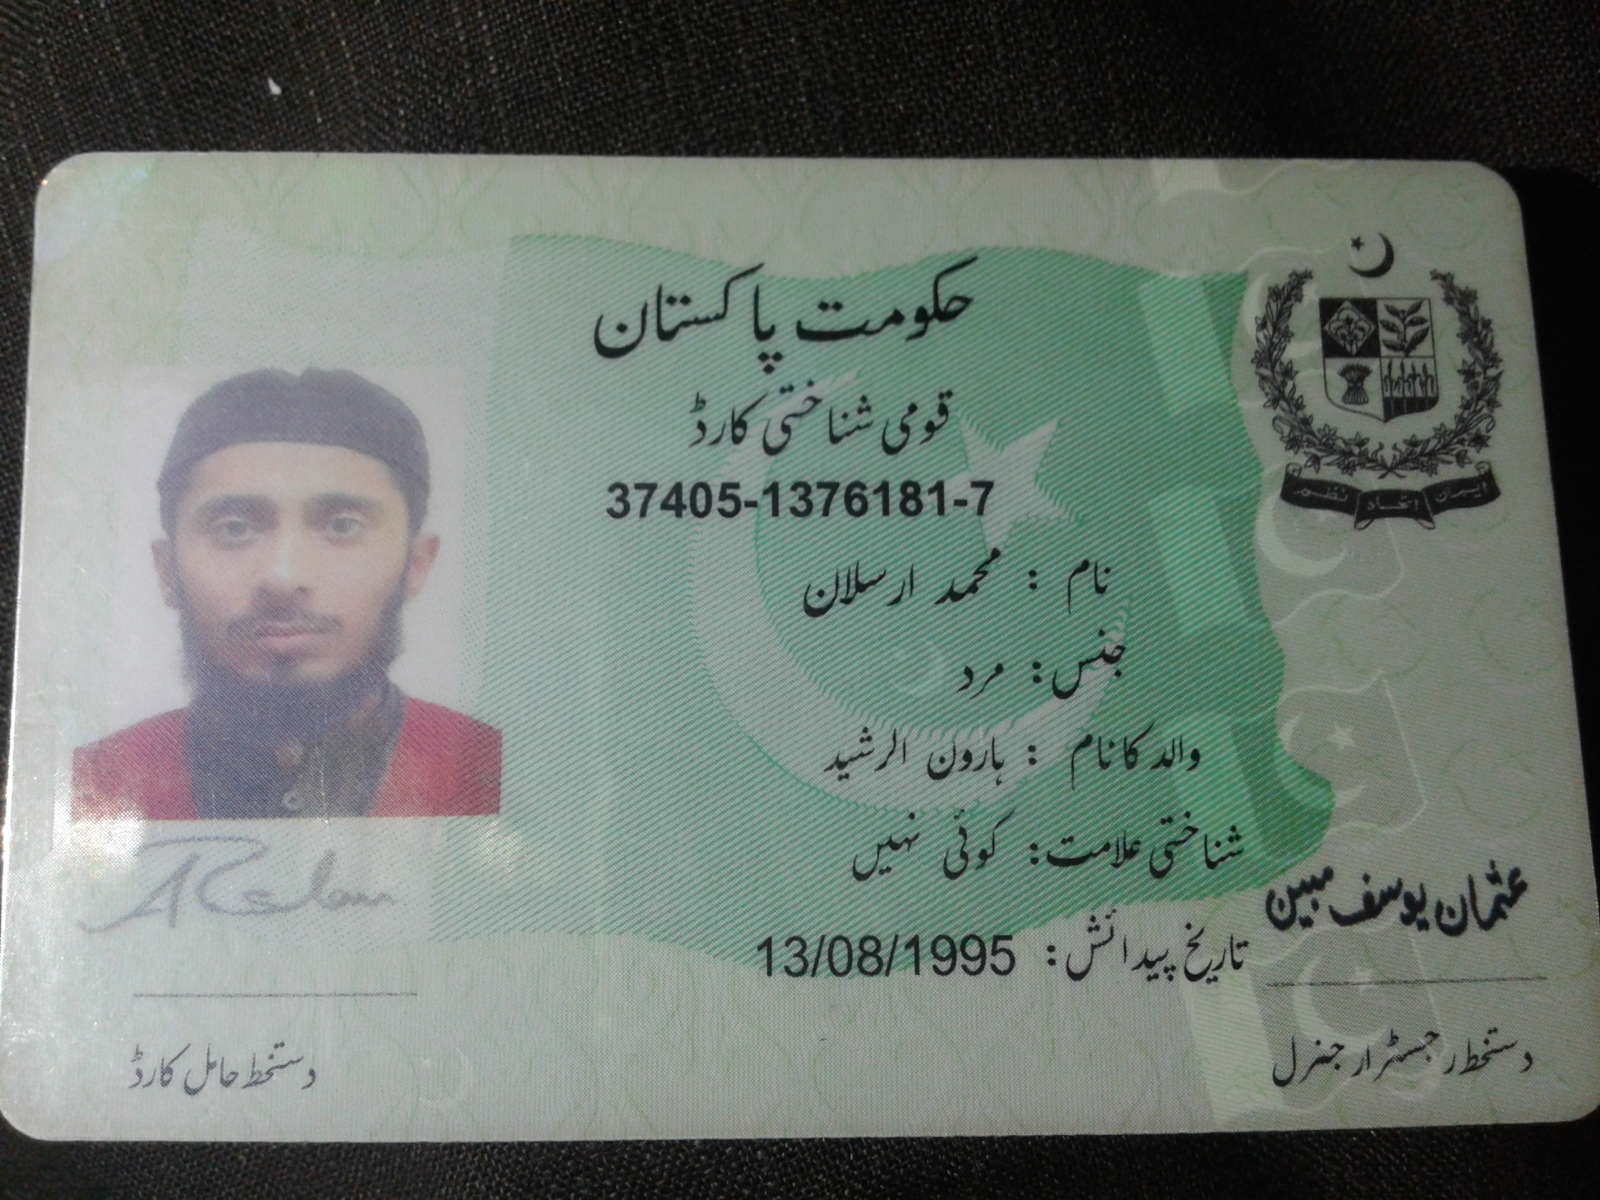 حکومت پاکستان
قومی شناختی کارڈ
37405-1376181-7
نام : محمد ارسلان
جنس : مرد
والد کا نام : ہارون الرشید
شناختی علامت : کوئی نہیں
تاریخ پیدائش : 13/08/1995
عثمان یوسف مبین
دستخط رجسٹرار جنرل
دستخط حامل کارڈ